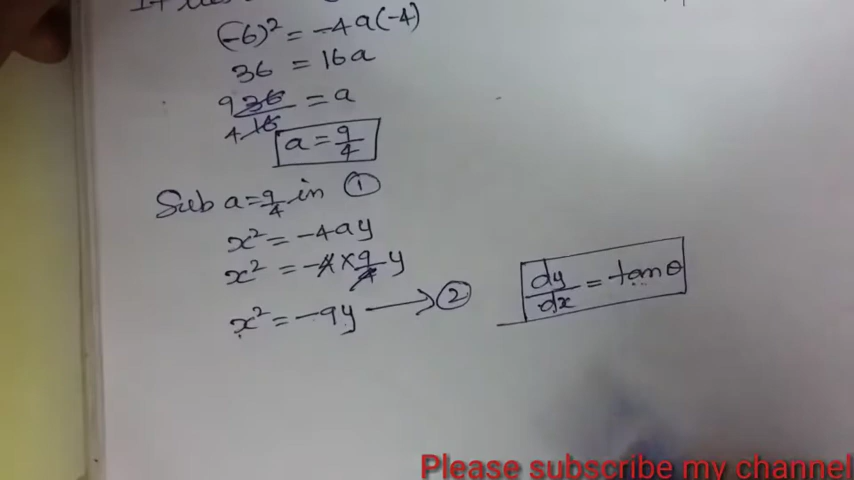 (-6)² = -4a(-4)
36 = 16a
9 36/4 16 = a
a = 9/4
Sub a = 9/4 in ①
x² = -4ay
x² = -4 × 9/4 y
x² = -9y → ②
dy/dx = tan θ
Please subscribe my channel